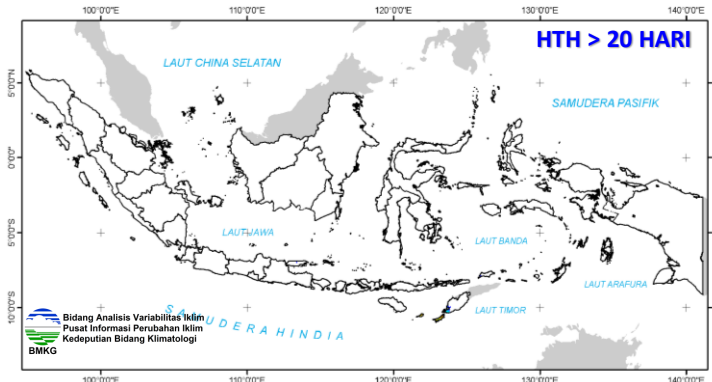 100°0'0"E 110°0'0"E 120°0'0"E 130°0'0"E 140°0'0"E
HTH > 20 HARI
LAUT CHINA SELATAN
5°0'0"N
SAMUDERA PASIFIK
0°0'0"
LAUT JAWA
5°0'0"S
LAUT BANDA
LAUT ARAFURA
10°0'0"S
SAMUDERA HINDIA
LAUT TIMOR
Bidang Analisis Variabilitas Iklim
Pusat Informasi Perubahan Iklim
Kedeputian Bidang Klimatologi
BMKG
100°0'0"E 110°0'0"E 120°0'0"E 130°0'0"E 140°0'0"E